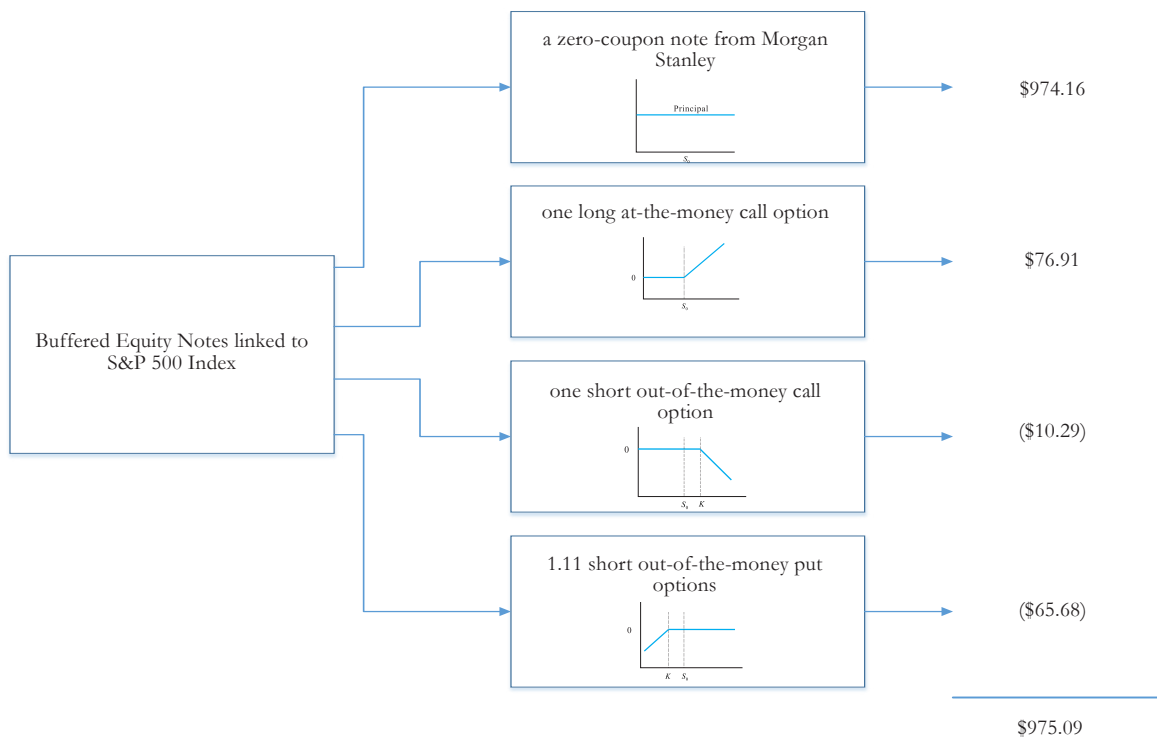 a zero-coupon note from Morgan
Stanley
Principal
S₀
$974.16
one long at-the-money call option
0
S₀
$76.91
Buffered Equity Notes linked to
S&P 500 Index
one short out-of-the-money call
option
0
S₀ K
($10.29)
1.11 short out-of-the-money put
options
0
K S₀
($65.68)
$975.09